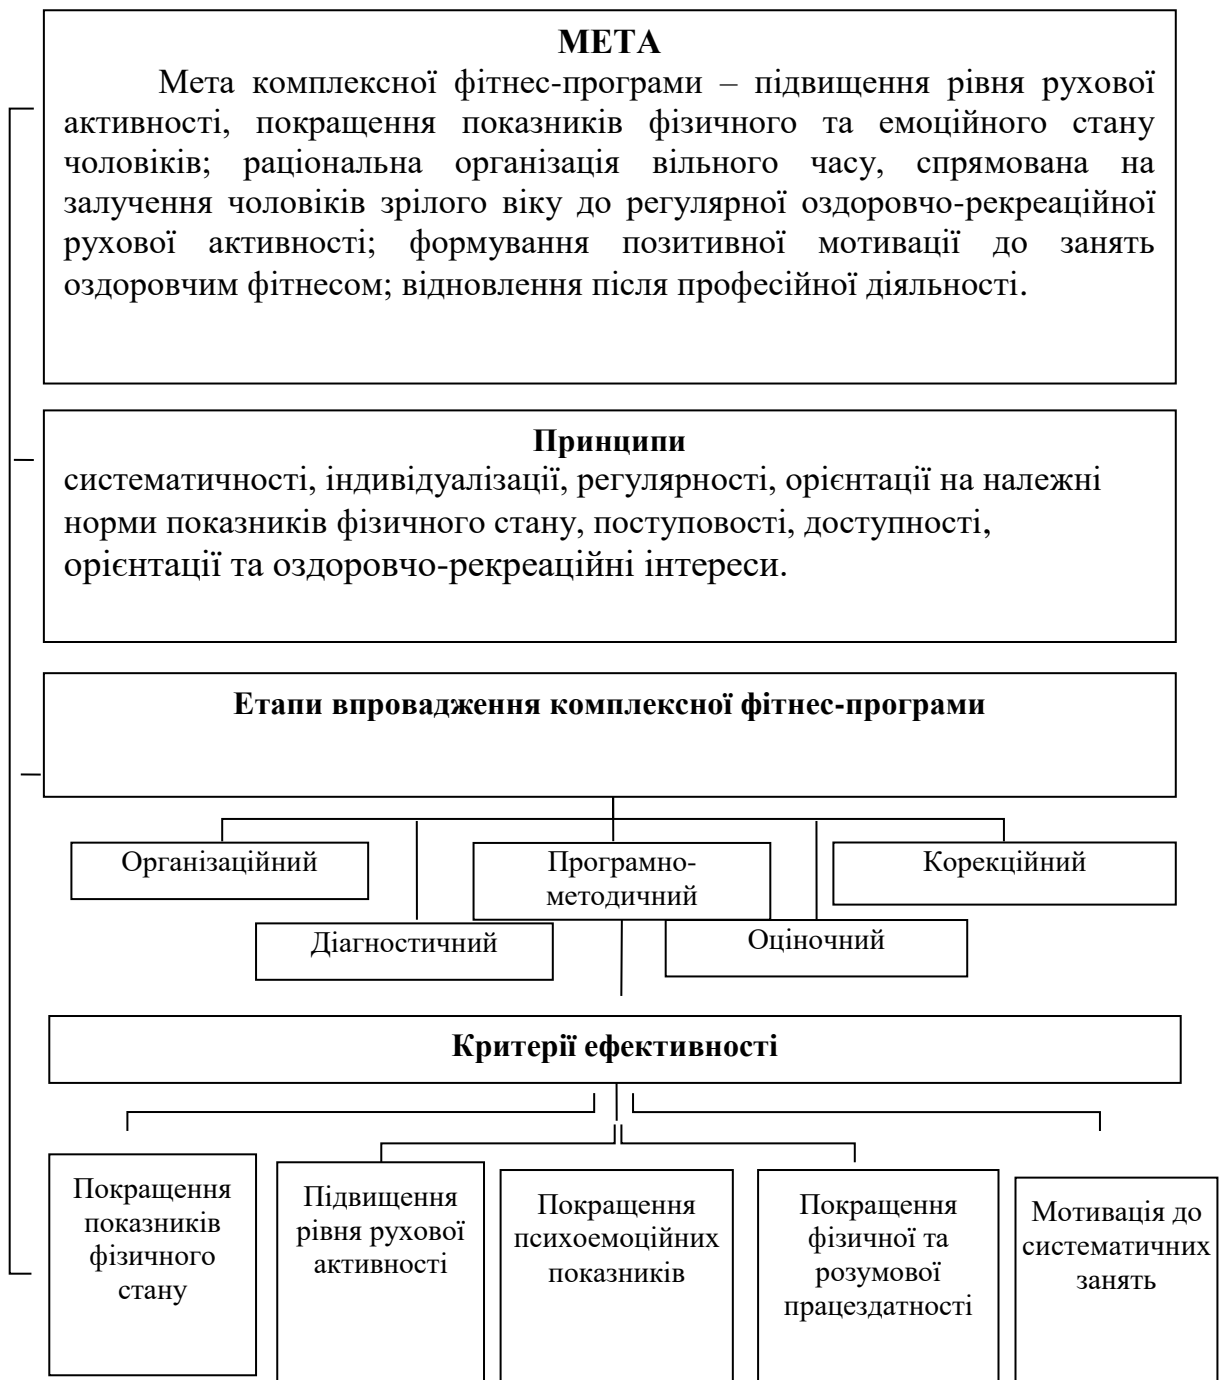 МЕТА
Мета комплексної фітнес-програми – підвищення рівня рухової
активності, покращення показників фізичного та емоційного стану
чоловіків; раціональна організація вільного часу, спрямована на
залучення чоловіків зрілого віку до регулярної оздоровчо-рекреаційної
рухової активності; формування позитивної мотивації до занять
оздоровчим фітнесом; відновлення після професійної діяльності.
Принципи
систематичності, індивідуалізації, регулярності, орієнтації на належні
норми показників фізичного стану, поступовості, доступності,
орієнтації та оздоровчо-рекреаційні інтереси.
Етапи впровадження комплексної фітнес-програми
Організаційний
Програмно-
методичний
Корекційний
Діагностичний
Оціночний
Критерії ефективності
Покращення
показників
фізичного
стану
Підвищення
рівня рухової
активності
Покращення
психоемоційних
показників
Покращення
фізичної та
розумової
працездатності
Мотивація до
систематичних
занять